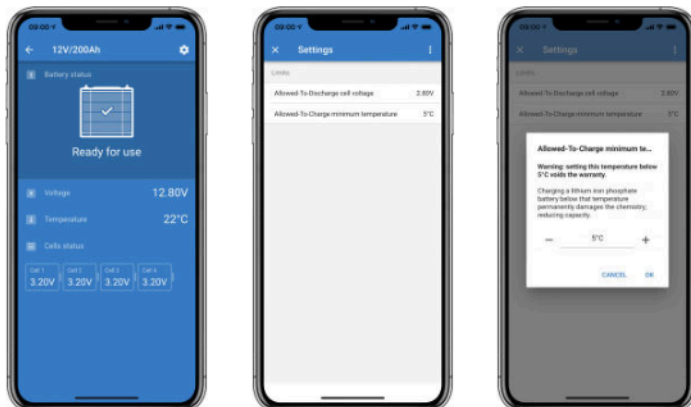 09:00
12V/200Ah
Battery status
Ready for use
Voltage 12.80V
Temperature 22°C
Cells status
Cell 1 Cell 2 Cell 3 Cell 4
3.20V 3.20V 3.20V 3.20V
09:00
Settings
Limits
Allowed-To-Discharge cell voltage 2.80V
Allowed-To-Charge minimum temperature 5°C
09:00
Settings
Limits
Allowed-To-Discharge cell voltage 2.80V
Allowed-To-Charge minimum temperature 5°C
Allowed-To-Charge minimum te...
Warning: setting this temperature below
5°C voids the warranty.
Charging a lithium iron phosphate
battery below that temperature
permanently damages the chemistry,
reducing capacity.
− 5°C +
CANCEL OK